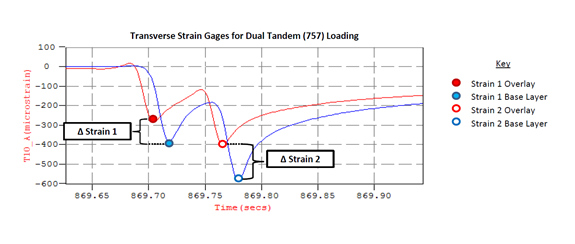 Transverse Strain Gages for Dual Tandem (757) Loading
100
0
-100
-200
-300
-400
-500
-600
T10_A(microstrain)
Δ Strain 1
Δ Strain 2
869.65 869.70 869.75 869.80 869.85 869.90
Time(secs)
Key
Strain 1 Overlay
Strain 1 Base Layer
Strain 2 Overlay
Strain 2 Base Layer